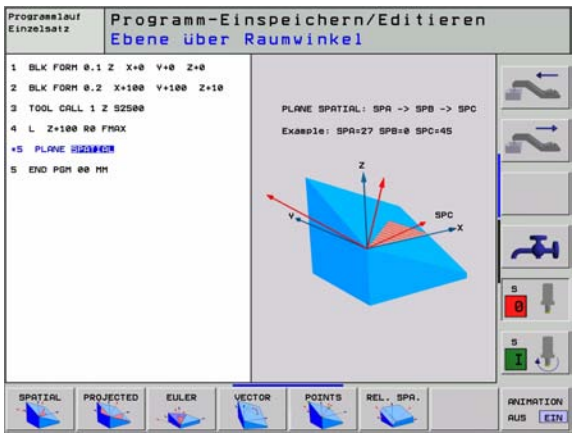 Programmlauf
Einzelsatz
Programm-Einspeichern/Editieren
Ebene über Raumwinkel
1 BLK FORM 0.1 Z X+0 Y+0 Z+0
2 BLK FORM 0.2 X+100 Y+100 Z+10
3 TOOL CALL 1 Z S2500
4 L Z+100 R0 FMAX
*5 PLANE SPATIAL
5 END PGM 00 MM
PLANE SPATIAL: SPA -> SPB -> SPC
Example: SPA=27 SPB=0 SPC=45
Z
Y
SPC
X
S
0
S
I
SPATIAL
PROJECTED
EULER
VECTOR
POINTS
REL. SPA.
ANIMATION
AUS EIN